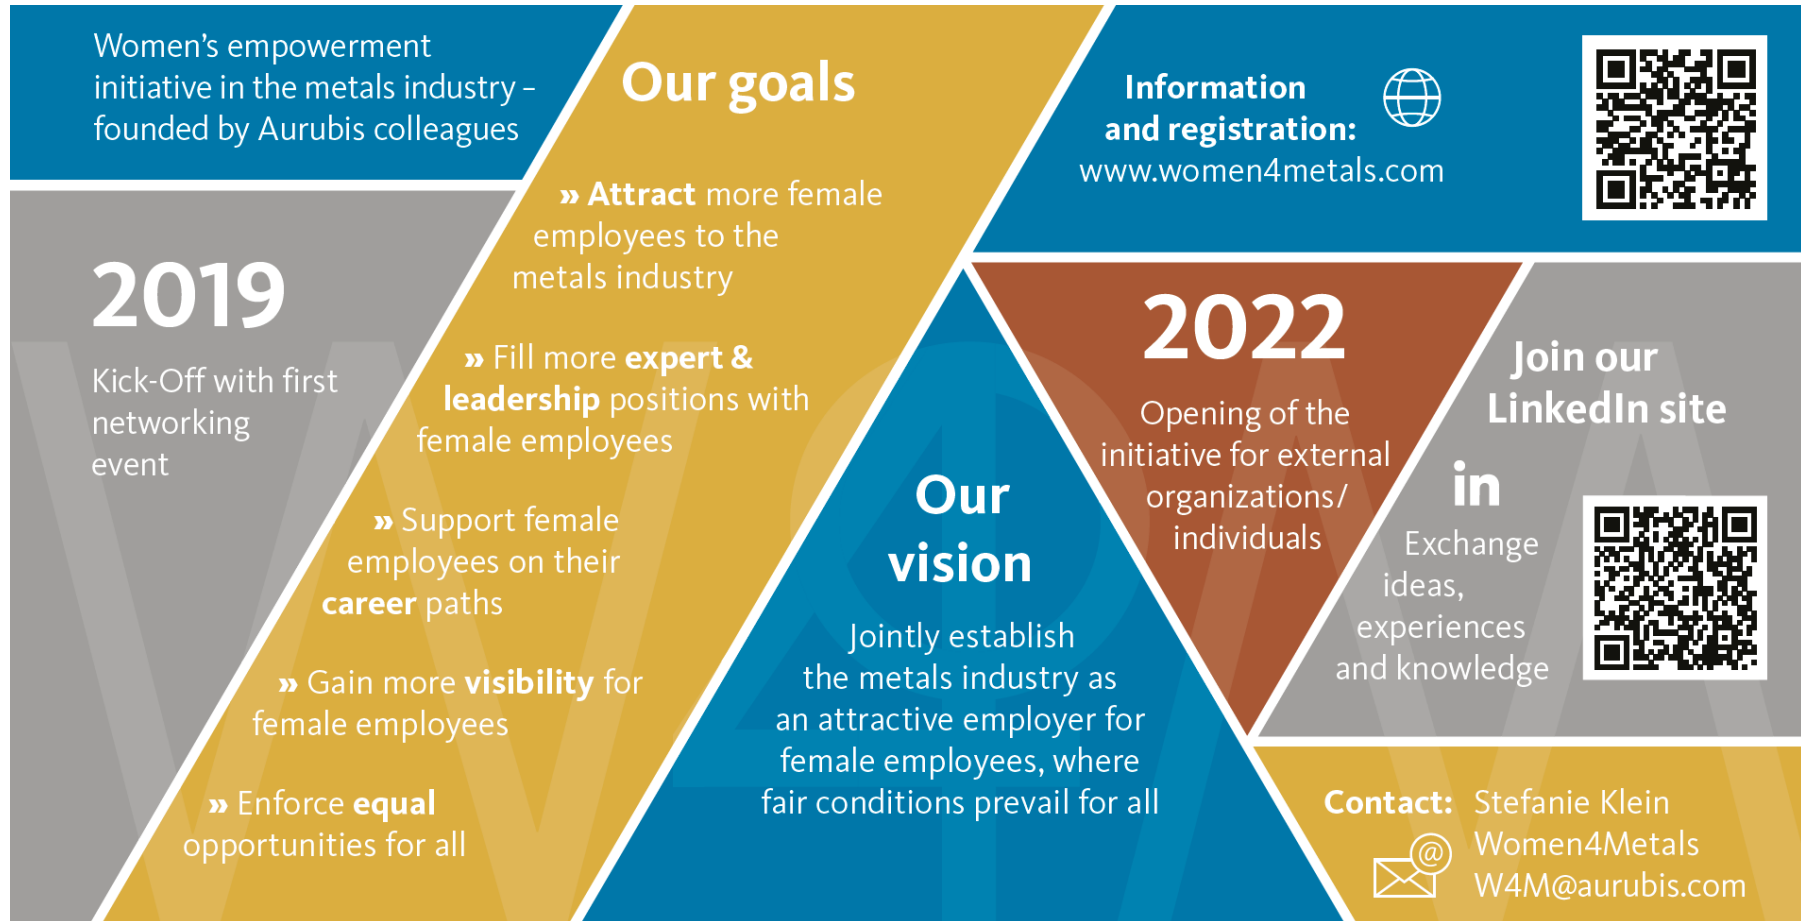 Women’s empowerment
initiative in the metals industry –
founded by Aurubis colleagues
2019
Kick-Off with first
networking
event
Our goals
» Attract more female
employees to the
metals industry
» Fill more expert &
leadership positions with
female employees
» Support female
employees on their
career paths
» Gain more visibility for
female employees
» Enforce equal
opportunities for all
Our
vision
Jointly establish
the metals industry as
an attractive employer for
female employees, where
fair conditions prevail for all
Information
and registration:
www.women4metals.com
2022
Opening of the
initiative for external
organizations/
individuals
Join our
LinkedIn site
in
Exchange
ideas,
experiences
and knowledge
Contact: Stefanie Klein
Women4Metals
@
W4M@aurubis.com
W4M